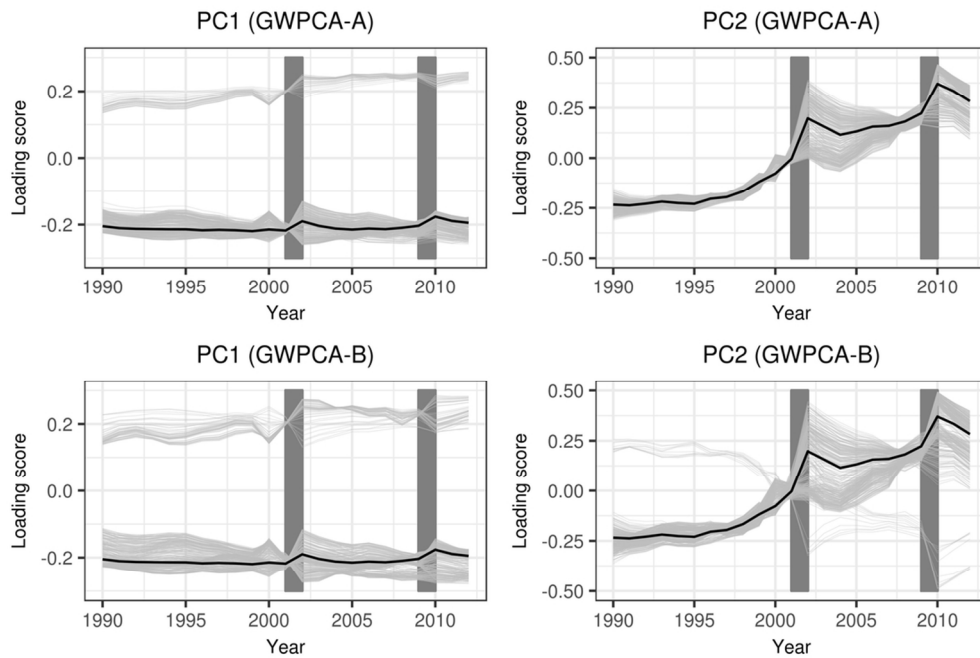 PC1 (GWPCA-A)
Loading score
0.2
0.0
-0.2
1990 1995 2000 2005 2010
Year
PC2 (GWPCA-A)
Loading score
0.50
0.25
0.00
-0.25
-0.50
1990 1995 2000 2005 2010
Year
PC1 (GWPCA-B)
Loading score
0.2
0.0
-0.2
1990 1995 2000 2005 2010
Year
PC2 (GWPCA-B)
Loading score
0.50
0.25
0.00
-0.25
-0.50
1990 1995 2000 2005 2010
Year